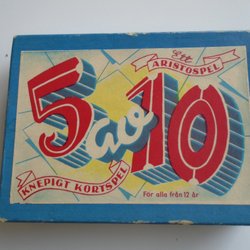 Ett
ARISTOSPEL
5 av 10
KNEPIGT KORTSPEL
För alla från 12 år